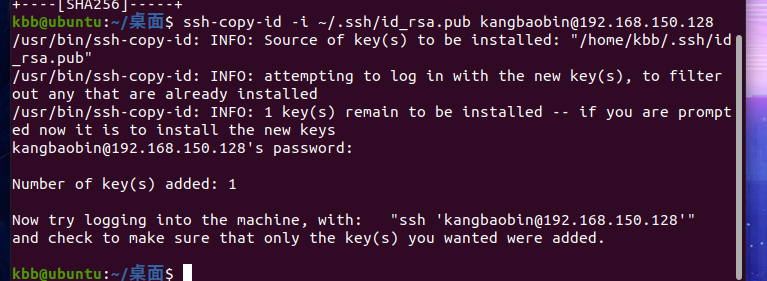 +----[SHA256]-----+
kbb@ubuntu:~/桌面$ ssh-copy-id -i ~/.ssh/id_rsa.pub kangbaobin@192.168.150.128
/usr/bin/ssh-copy-id: INFO: Source of key(s) to be installed: "/home/kbb/.ssh/id
_rsa.pub"
/usr/bin/ssh-copy-id: INFO: attempting to log in with the new key(s), to filter
out any that are already installed
/usr/bin/ssh-copy-id: INFO: 1 key(s) remain to be installed -- if you are prompt
ed now it is to install the new keys
kangbaobin@192.168.150.128's password:
Number of key(s) added: 1
Now try logging into the machine, with:   "ssh 'kangbaobin@192.168.150.128'"
and check to make sure that only the key(s) you wanted were added.
kbb@ubuntu:~/桌面$